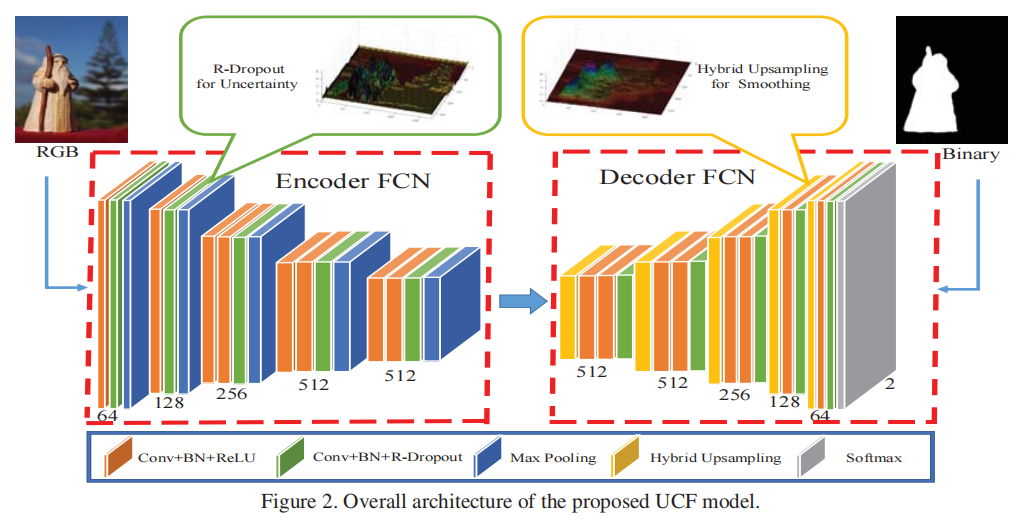 R-Dropout
for Uncertainty
Hybrid Upsampling
for Smoothing
RGB
Binary
Encoder FCN
Decoder FCN
64
128
256
512
512
512
512
256
128
64
2
Conv+BN+ReLU
Conv+BN+R-Dropout
Max Pooling
Hybrid Upsampling
Softmax
Figure 2. Overall architecture of the proposed UCF model.